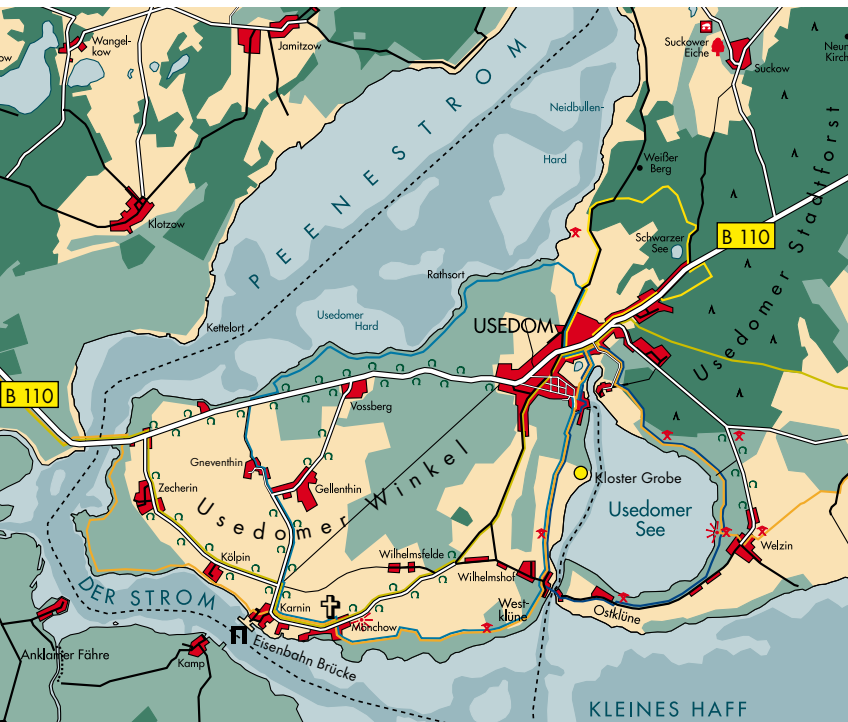 Wangel-
kow
Jamitzow
Suckower
Eiche
Suckow
Neidbullen-
Hard
PEENESTROM
Weißer
Berg
Klotzow
Schwarzer
See
B 110
Usedomer Stadtforst
Rathsort
Usedomer
Hard
Kettelort
USEDOM
B 110
Vossberg
Gneventhin
Gellenthin
Zecherin
Usedomer Winkel
Kloster Grobe
Usedomer
See
Welzin
Kölpin
Wilhelmsfelde
Wilhelmshof
West-
klüne
Ostklüne
DER STROM
Karnin
Mönchow
Eisenbahn Brücke
Anklamer Fähre
Kamp
KLEINES HAFF